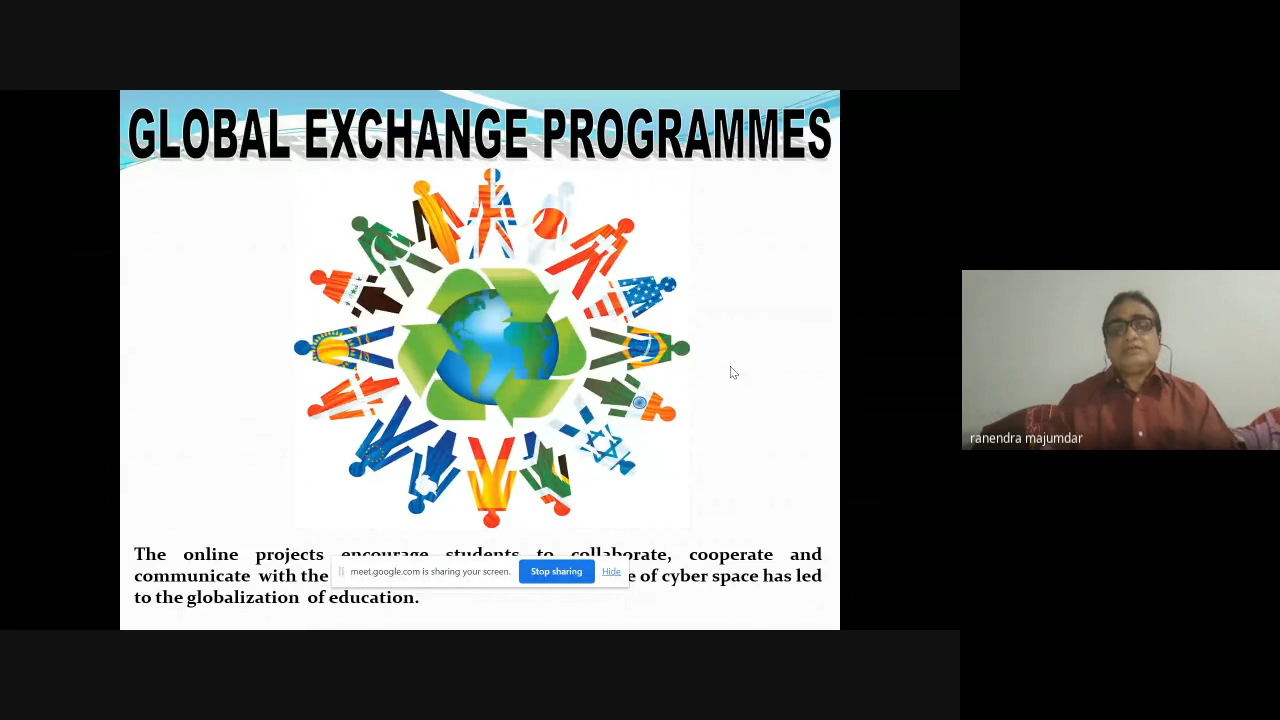 GLOBAL EXCHANGE PROGRAMMES
The online projects encourage students to collaborate, cooperate and
communicate with the of cyber space has led
to the globalization of education.
meet.google.com is sharing your screen. Stop sharing Hide
ranendra majumdar